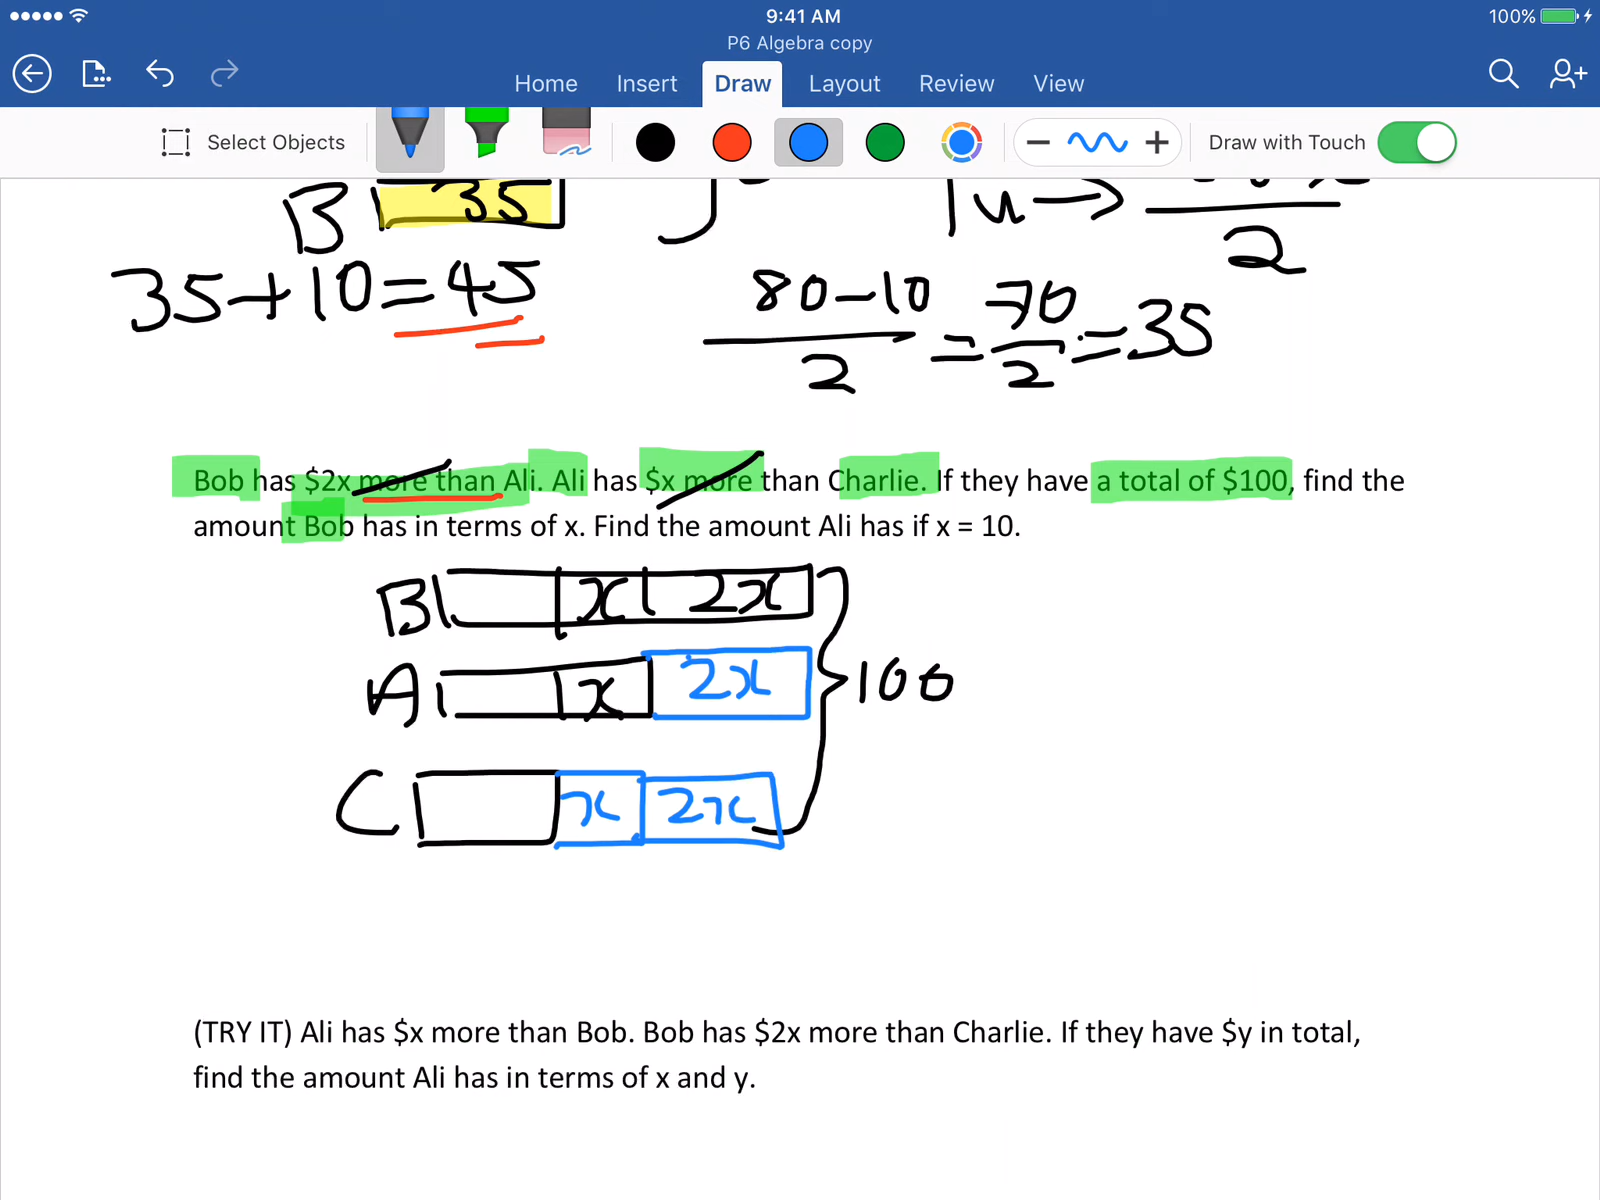 9:41 AM
100%
P6 Algebra copy
Home Insert Draw Layout Review View
Select Objects
Draw with Touch
B 35
1u→
2
35+10=45
80-10 / 2 = 70 / 2 = 35
Bob has $2x more than Ali. Ali has $x more than Charlie. If they have a total of $100, find the
amount Bob has in terms of x. Find the amount Ali has if x = 10.
B x 2x
A x 2x 100
C x 2x
(TRY IT) Ali has $x more than Bob. Bob has $2x more than Charlie. If they have $y in total,
find the amount Ali has in terms of x and y.